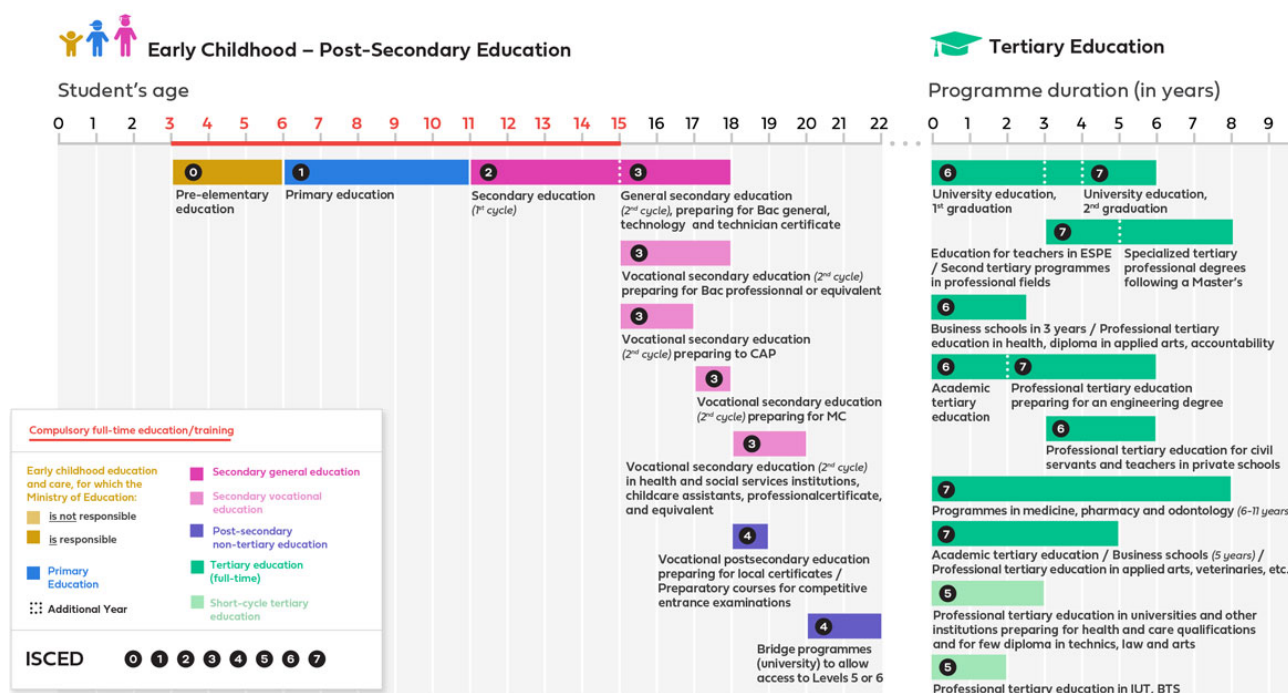 Early Childhood – Post-Secondary Education
Student's age
0 1 2 3 4 5 6 7 8 9 10 11 12 13 14 15 16 17 18 19 20 21 22
0
Pre-elementary
education
1
Primary education
2
Secondary education
(1st cycle)
3
General secondary education
(2nd cycle), preparing for Bac general,
technology and technician certificate
3
Vocational secondary education (2nd cycle)
preparing for Bac professionnal or equivalent
3
Vocational secondary education
(2nd cycle) preparing to CAP
3
Vocational secondary education
(2nd cycle) preparing for MC
3
Vocational secondary education (2nd cycle)
in health and social services institutions,
childcare assistants, professionalcertificate,
and equivalent
4
Vocational postsecondary education
preparing for local certificates /
Preparatory courses for competitive
entrance examinations
4
Bridge programmes
(university) to allow
access to Levels 5 or 6
Compulsory full-time education/training
Early childhood education
and care, for which the
Ministry of Education:
is not responsible
is responsible
Primary
Education
Additional Year
Secondary general education
Secondary vocational
education
Post-secondary
non-tertiary education
Tertiary education
(full-time)
Short-cycle tertiary
education
ISCED 0 1 2 3 4 5 6 7
Tertiary Education
Programme duration (in years)
0 1 2 3 4 5 6 7 8 9
6
University education,
1st graduation
7
University education,
2nd graduation
7
Education for teachers in ESPE
/ Second tertiary programmes
in professional fields
Specialized tertiary
professional degrees
following a Master's
6
Business schools in 3 years / Professional tertiary
education in health, diploma in applied arts, accountability
6
Academic
tertiary
education
7
Professional tertiary education
preparing for an engineering degree
6
Professional tertiary education for civil
servants and teachers in private schools
7
Programmes in medicine, pharmacy and odontology (6-11 years
7
Academic tertiary education / Business schools (5 years) /
Professional tertiary education in applied arts, veterinaries, etc.
5
Professional tertiary education in universities and other
institutions preparing for health and care qualifications
and for few diploma in technics, law and arts
5
Professional tertiary education in IUT, BTS